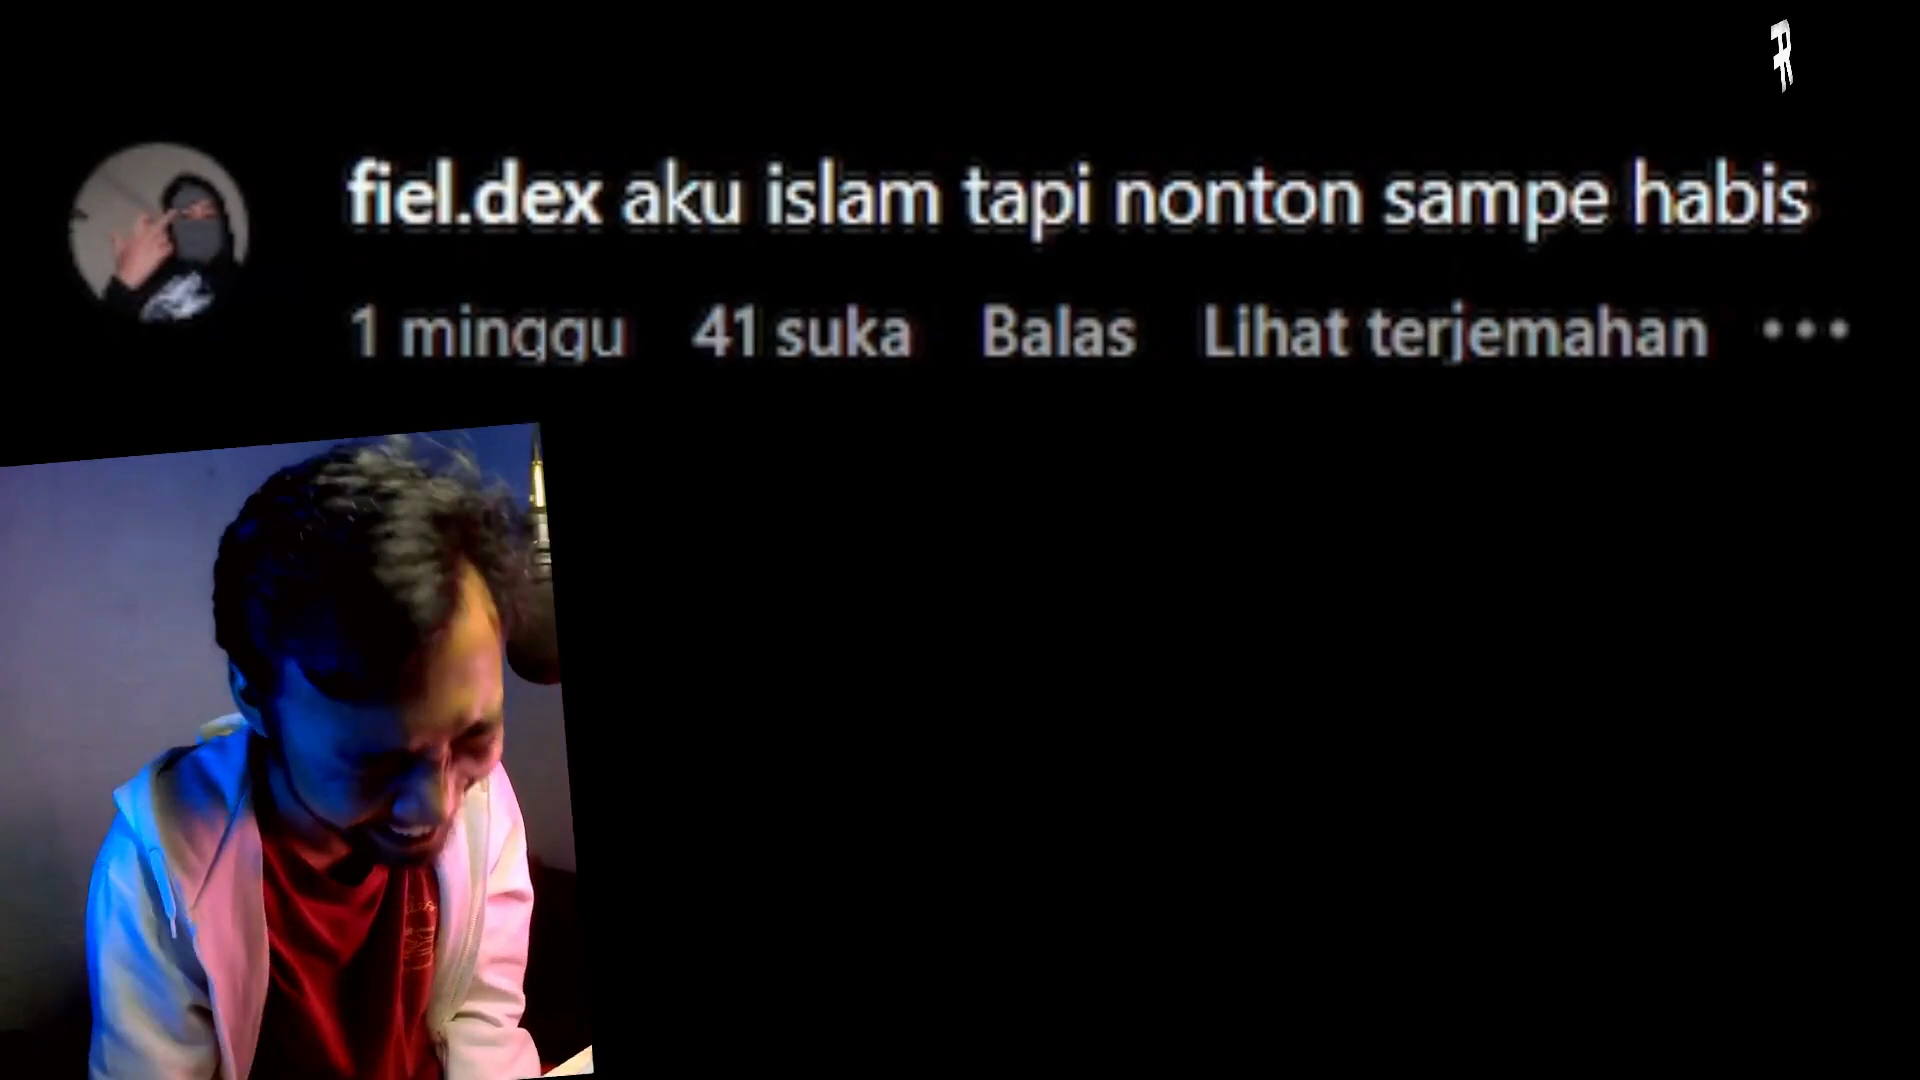 fiel.dex aku islam tapi nonton sampe habis
1 minggu 41 suka Balas Lihat terjemahan